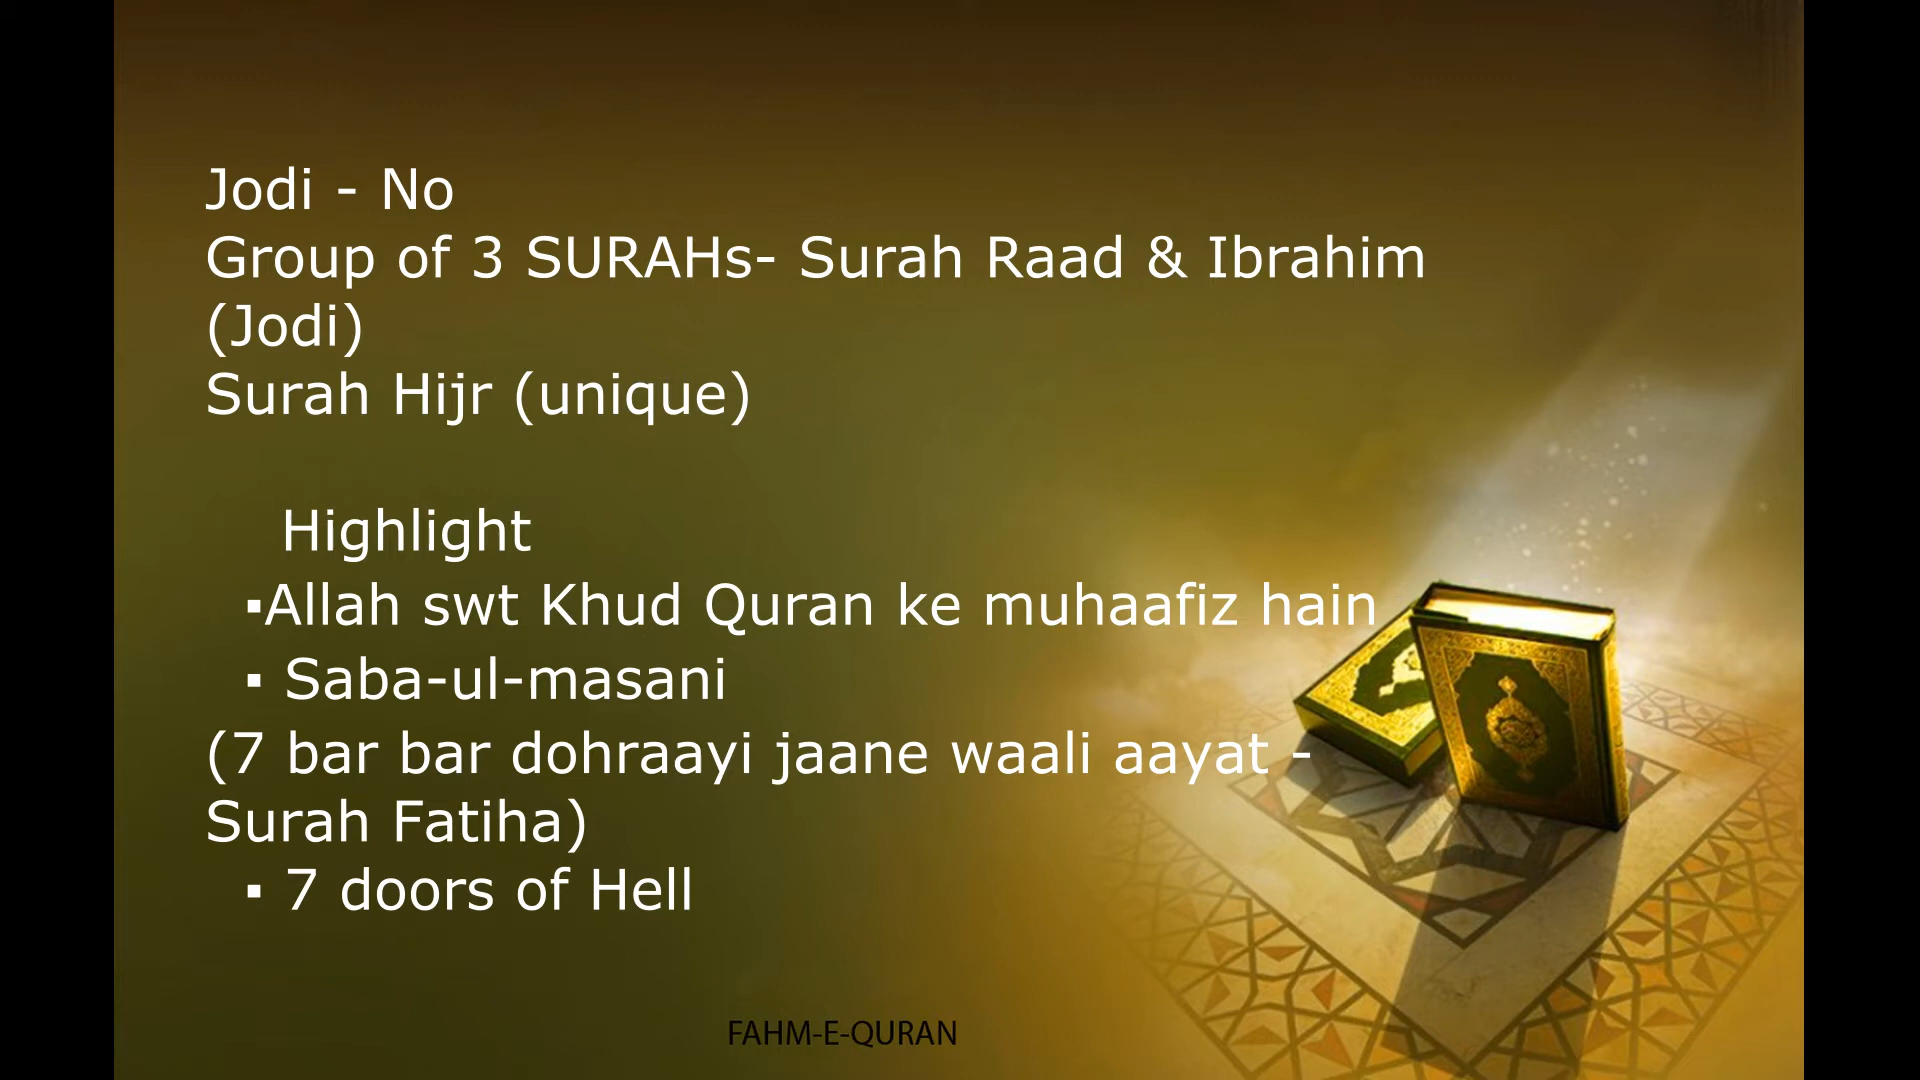 Jodi - No
Group of 3 SURAHs- Surah Raad & Ibrahim
(Jodi)
Surah Hijr (unique)
Highlight
▪Allah swt Khud Quran ke muhaafiz hain
▪ Saba-ul-masani
(7 bar bar dohraayi jaane waali aayat -
Surah Fatiha)
▪ 7 doors of Hell
FAHM-E-QURAN